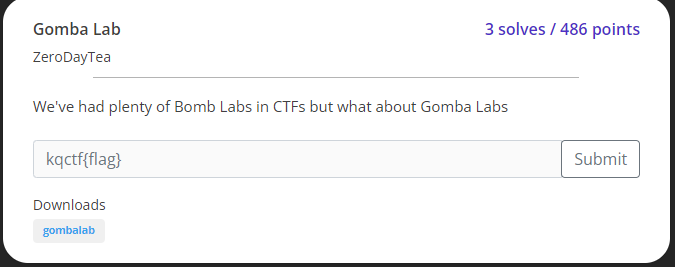 Gomba Lab
3 solves / 486 points
ZeroDayTea
We've had plenty of Bomb Labs in CTFs but what about Gomba Labs
kqctf{flag}
Submit
Downloads
gombalab